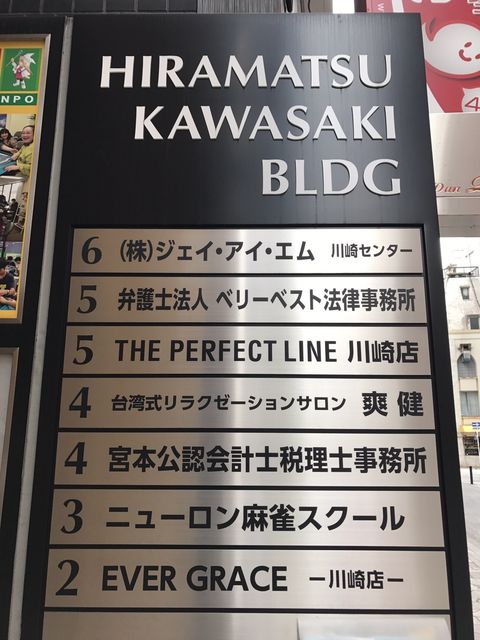 HIRAMATSU
KAWASAKI
BLDG
6 (株)ジェイ・アイ・エム 川崎センター
5 弁護士法人 ベリーベスト法律事務所
5 THE PERFECT LINE 川崎店
4 台湾式リラクゼーションサロン 爽健
4 宮本公認会計士税理士事務所
3 ニューロン麻雀スクール
2 EVER GRACE ー川崎店ー
NPO
4
Dun